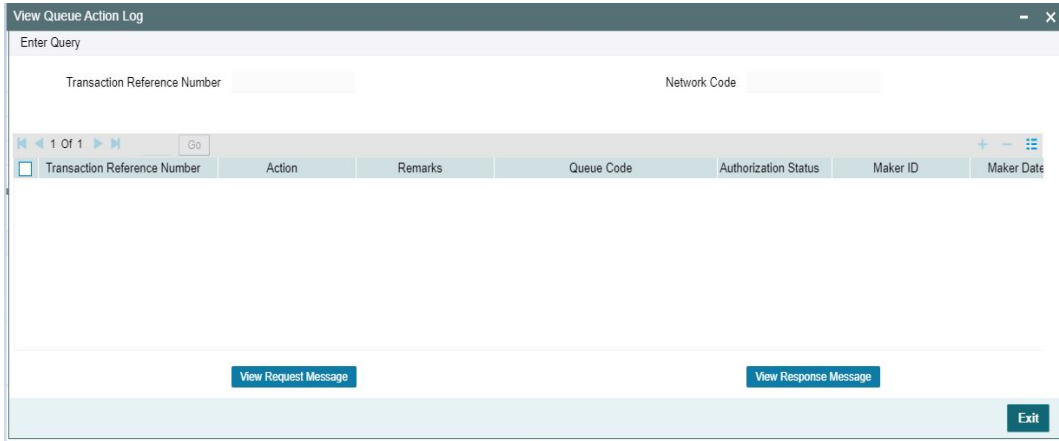 View Queue Action Log
Enter Query
Transaction Reference Number Network Code
1 Of 1 Go
Transaction Reference Number Action Remarks Queue Code Authorization Status Maker ID Maker Date
View Request Message View Response Message
Exit